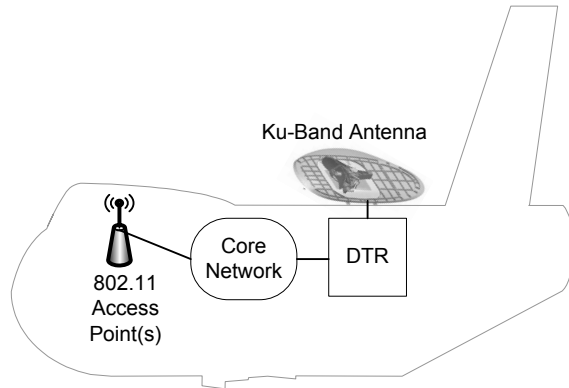 Ku-Band Antenna
Core
Network
DTR
802.11
Access
Point(s)